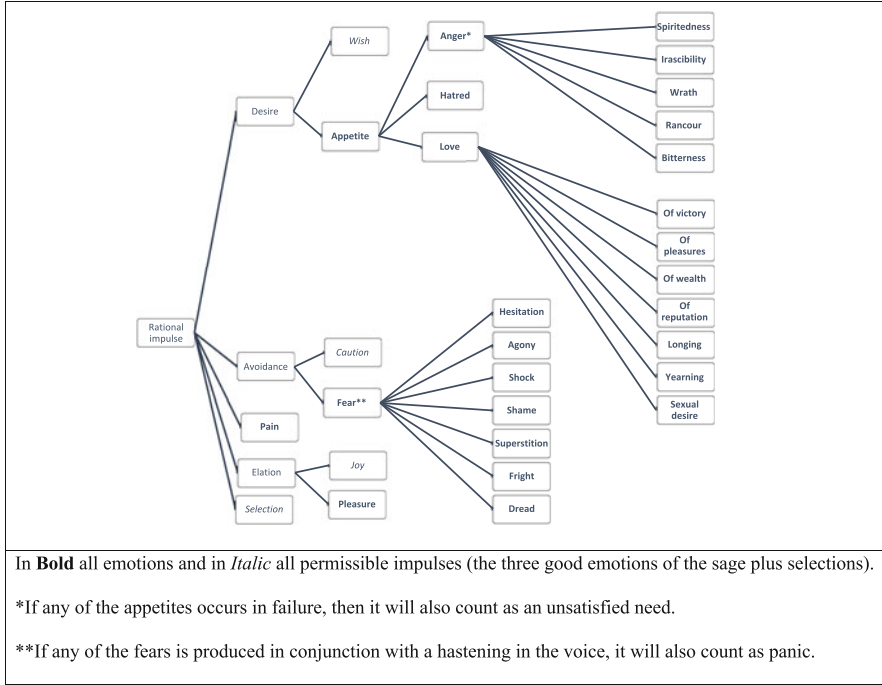 Spiritedness
Anger*
Wish
Irascibility
Wrath
Hatred
Desire
Rancour
Appetite
Love
Bitterness
Of victory
Of
pleasures
Of wealth
Of
reputation
Hesitation
Rational
impulse
Agony
Longing
Caution
Avoidance
Shock
Yearning
Fear**
Shame
Sexual
desire
Pain
Superstition
Joy
Elation
Fright
Pleasure
Selection
Dread
In Bold all emotions and in Italic all permissible impulses (the three good emotions of the sage plus selections).
*If any of the appetites occurs in failure, then it will also count as an unsatisfied need.
**If any of the fears is produced in conjunction with a hastening in the voice, it will also count as panic.